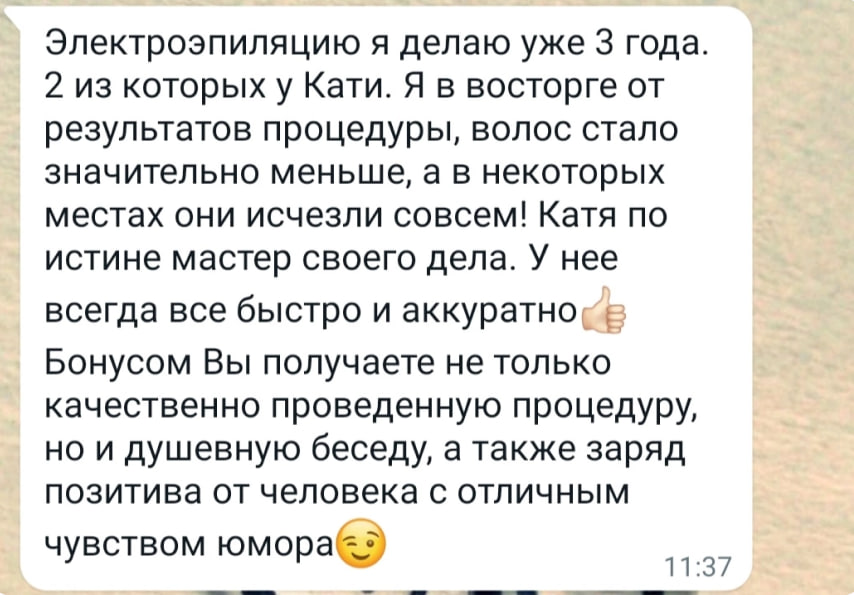 Электроэпиляцию я делаю уже 3 года.
2 из которых у Кати. Я в восторге от
результатов процедуры, волос стало
значительно меньше, а в некоторых
местах они исчезли совсем! Катя по
истине мастер своего дела. У нее
всегда все быстро и аккуратно👍🏻
Бонусом Вы получаете не только
качественно проведенную процедуру,
но и душевную беседу, а также заряд
позитива от человека с отличным
чувством юмора😉
11:37